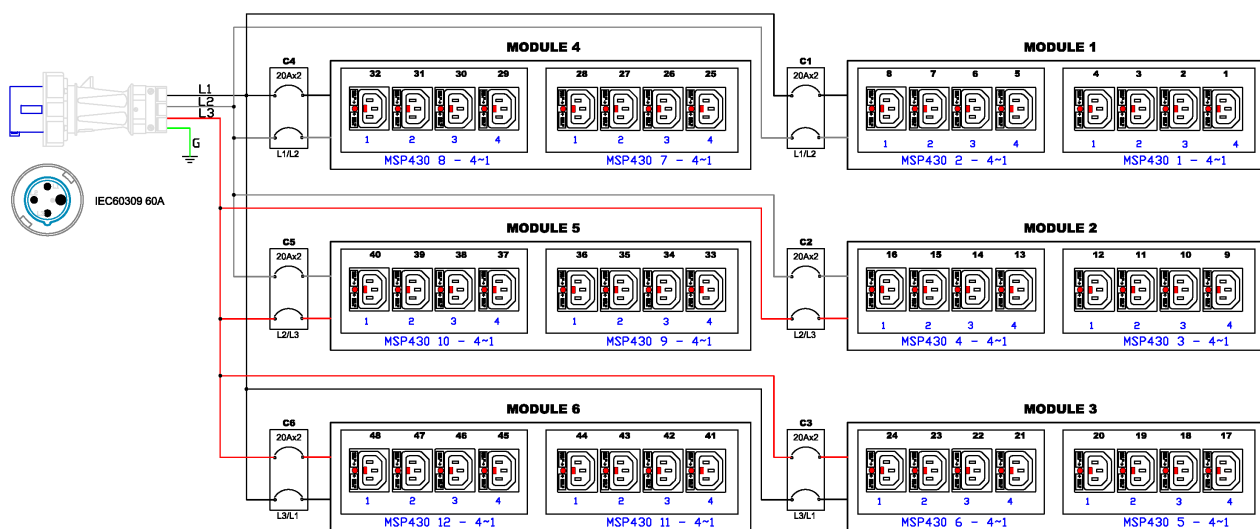 MODULE 4
MODULE 1
C4
C1
20Ax2
32 31 30 29 28 27 26 25
20Ax2
8 7 6 5 4 3 2 1
L1
L2
L3
G
1 2 3 4 1 2 3 4
1 2 3 4 1 2 3 4
L1/L2
MSP430 8 - 4~1 MSP430 7 - 4~1
L1/L2
MSP430 2 - 4~1 MSP430 1 - 4~1
IEC60309 60A
MODULE 5
MODULE 2
C5
C2
20Ax2
40 39 38 37 36 35 34 33
20Ax2
16 15 14 13 12 11 10 9
1 2 3 4 1 2 3 4
1 2 3 4 1 2 3 4
L2/L3
MSP430 10 - 4~1 MSP430 9 - 4~1
L2/L3
MSP430 4 - 4~1 MSP430 3 - 4~1
MODULE 6
MODULE 3
C6
C3
20Ax2
48 47 46 45 44 43 42 41
20Ax2
24 23 22 21 20 19 18 17
1 2 3 4 1 2 3 4
1 2 3 4 1 2 3 4
L3/L1
MSP430 12 - 4~1 MSP430 11 - 4~1
L3/L1
MSP430 6 - 4~1 MSP430 5 - 4~1